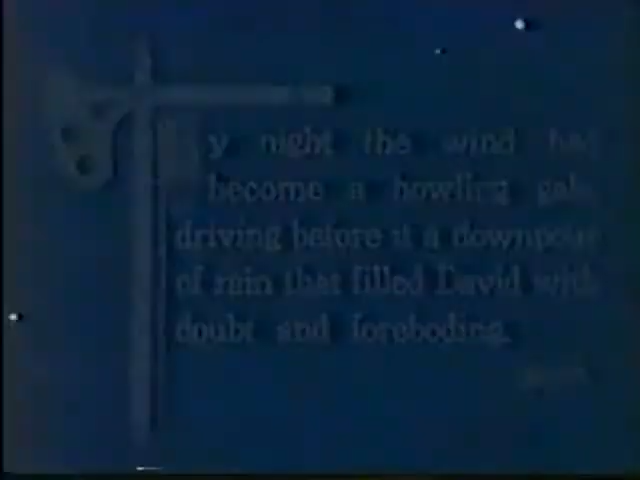 By night the wind had
become a howling gale,
driving before it a downpour
of rain that filled David with
doubt and foreboding.